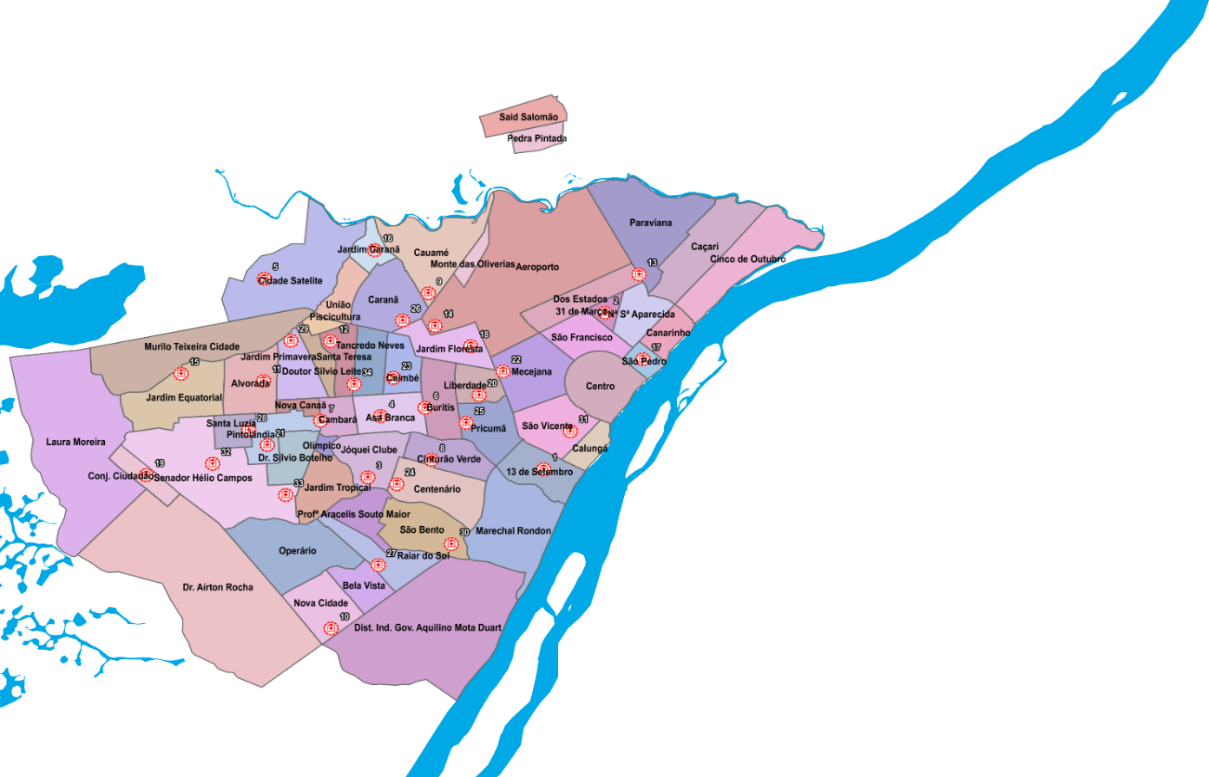 Said Salomão
Pedra Pintada
Paraviana
16
Jardim Caranã
Cauamé
Caçari
Monte das Oliverias
Aeroporto
Cinco de Outubro
5
Cidade Satelite
13
9
União
Piscicultura
Caranã
Dos Estados
2
31 de Março
Nª Sª Aparecida
26
14
São Francisco
Canarinho
29
12
18
Murilo Teixeira Cidade
Tancredo Neves
Jardim Floresta
17
Jardim Primavera
Santa Teresa
São Pedro
15
11
Doutor Silvio Leite
34
23
Caimbé
22
Mecejana
Alvorada
Liberdade
20
Centro
Jardim Equatorial
Nova Canaã
7
4
6
Buritis
25
Santa Luzia
28
Cambará
Asa Branca
Pricumã
São Vicente
31
Pintolândia
21
Laura Moreira
Olímpico
Jóquei Clube
8
Calungá
Dr. Silvio Botelho
Cinturão Verde
1
19
32
3
24
13 de Setembro
Conj. Cidadão
Senador Hélio Campos
33
Jardim Tropical
Centenário
Profª Aracelis Souto Maior
São Bento
30
Marechal Rondon
Operário
27
Raiar do Sol
Dr. Aírton Rocha
Bela Vista
Nova Cidade
10
Dist. Ind. Gov. Aquilino Mota Duart